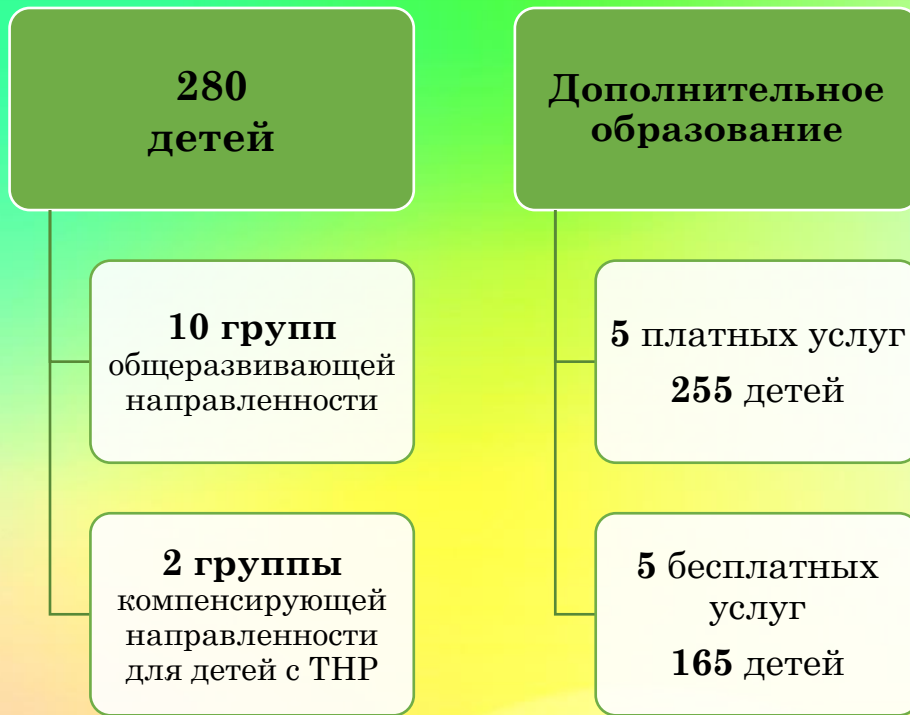 280
детей
10 групп
общеразвивающей
направленности
2 группы
компенсирующей
направленности
для детей с ТНР
Дополнительное
образование
5 платных услуг
255 детей
5 бесплатных
услуг
165 детей